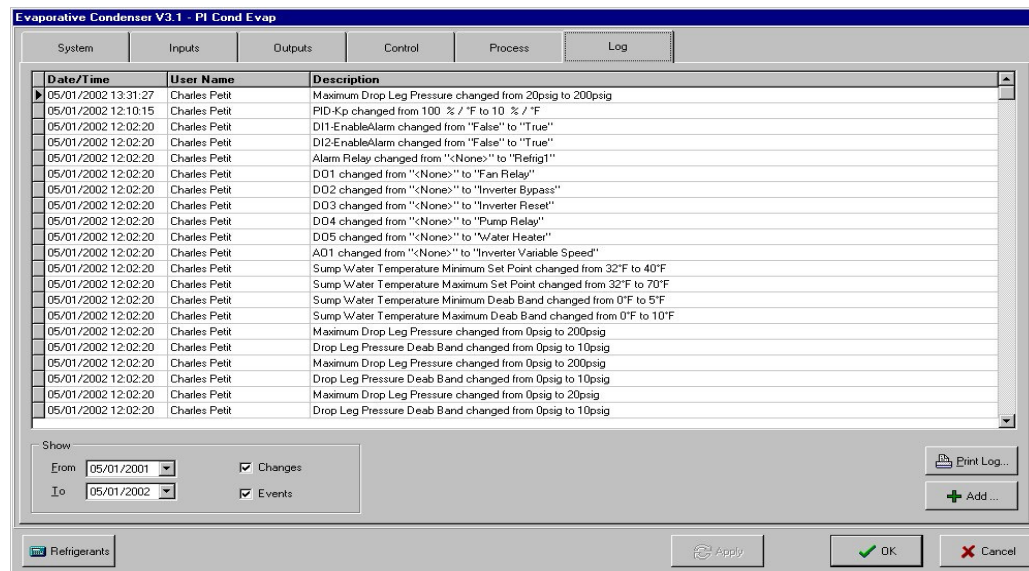 Evaporative Condenser V3.1 - PI Cond Evap
System Inputs Outputs Control Process Log
Date/Time User Name Description
05/01/2002 13:31:27 Charles Petit Maximum Drop Leg Pressure changed from 20psig to 200psig
05/01/2002 12:10:15 Charles Petit PID-Kp changed from 100 % / °F to 10 % / °F
05/01/2002 12:02:20 Charles Petit DI1-EnableAlarm changed from "False" to "True"
05/01/2002 12:02:20 Charles Petit DI2-EnableAlarm changed from "False" to "True"
05/01/2002 12:02:20 Charles Petit Alarm Relay changed from "<None>" to "Refrig1"
05/01/2002 12:02:20 Charles Petit DO1 changed from "<None>" to "Fan Relay"
05/01/2002 12:02:20 Charles Petit DO2 changed from "<None>" to "Inverter Bypass"
05/01/2002 12:02:20 Charles Petit DO3 changed from "<None>" to "Inverter Reset"
05/01/2002 12:02:20 Charles Petit DO4 changed from "<None>" to "Pump Relay"
05/01/2002 12:02:20 Charles Petit DO5 changed from "<None>" to "Water Heater"
05/01/2002 12:02:20 Charles Petit AO1 changed from "<None>" to "Inverter Variable Speed"
05/01/2002 12:02:20 Charles Petit Sump Water Temperature Minimum Set Point changed from 32°F to 40°F
05/01/2002 12:02:20 Charles Petit Sump Water Temperature Maximum Set Point changed from 32°F to 70°F
05/01/2002 12:02:20 Charles Petit Sump Water Temperature Minimum Deab Band changed from 0°F to 5°F
05/01/2002 12:02:20 Charles Petit Sump Water Temperature Maximum Deab Band changed from 0°F to 10°F
05/01/2002 12:02:20 Charles Petit Maximum Drop Leg Pressure changed from 0psig to 200psig
05/01/2002 12:02:20 Charles Petit Drop Leg Pressure Deab Band changed from 0psig to 10psig
05/01/2002 12:02:20 Charles Petit Maximum Drop Leg Pressure changed from 0psig to 200psig
05/01/2002 12:02:20 Charles Petit Drop Leg Pressure Deab Band changed from 0psig to 10psig
05/01/2002 12:02:20 Charles Petit Maximum Drop Leg Pressure changed from 0psig to 20psig
05/01/2002 12:02:20 Charles Petit Drop Leg Pressure Deab Band changed from 0psig to 10psig
Show
From 05/01/2001 Changes
To 05/01/2002 Events
Print Log...
Add ...
Refrigerants Apply OK Cancel